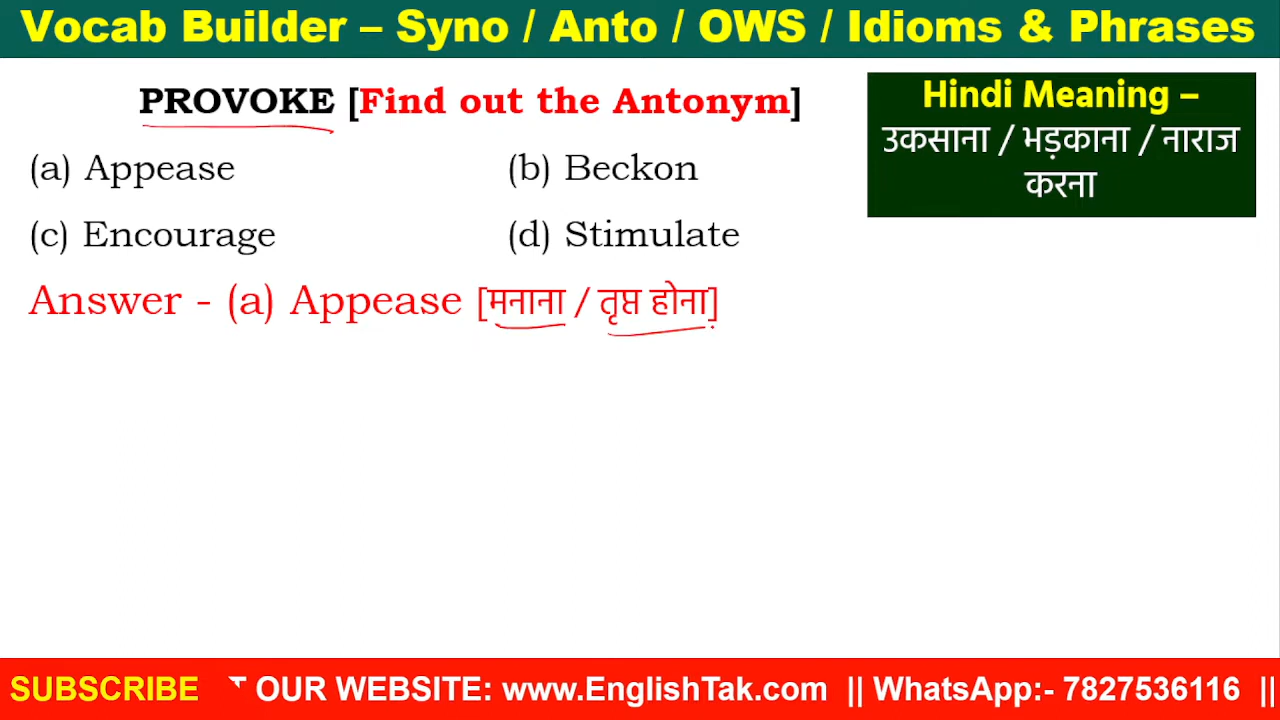 Vocab Builder – Syno / Anto / OWS / Idioms & Phrases
PROVOKE [Find out the Antonym]
Hindi Meaning –
उकसाना / भड़काना / नाराज
करना
(a) Appease (b) Beckon
(c) Encourage (d) Stimulate
Answer - (a) Appease [मनाना / तृप्त होना]
SUBSCRIBE OUR WEBSITE: www.EnglishTak.com || WhatsApp:- 7827536116 ||